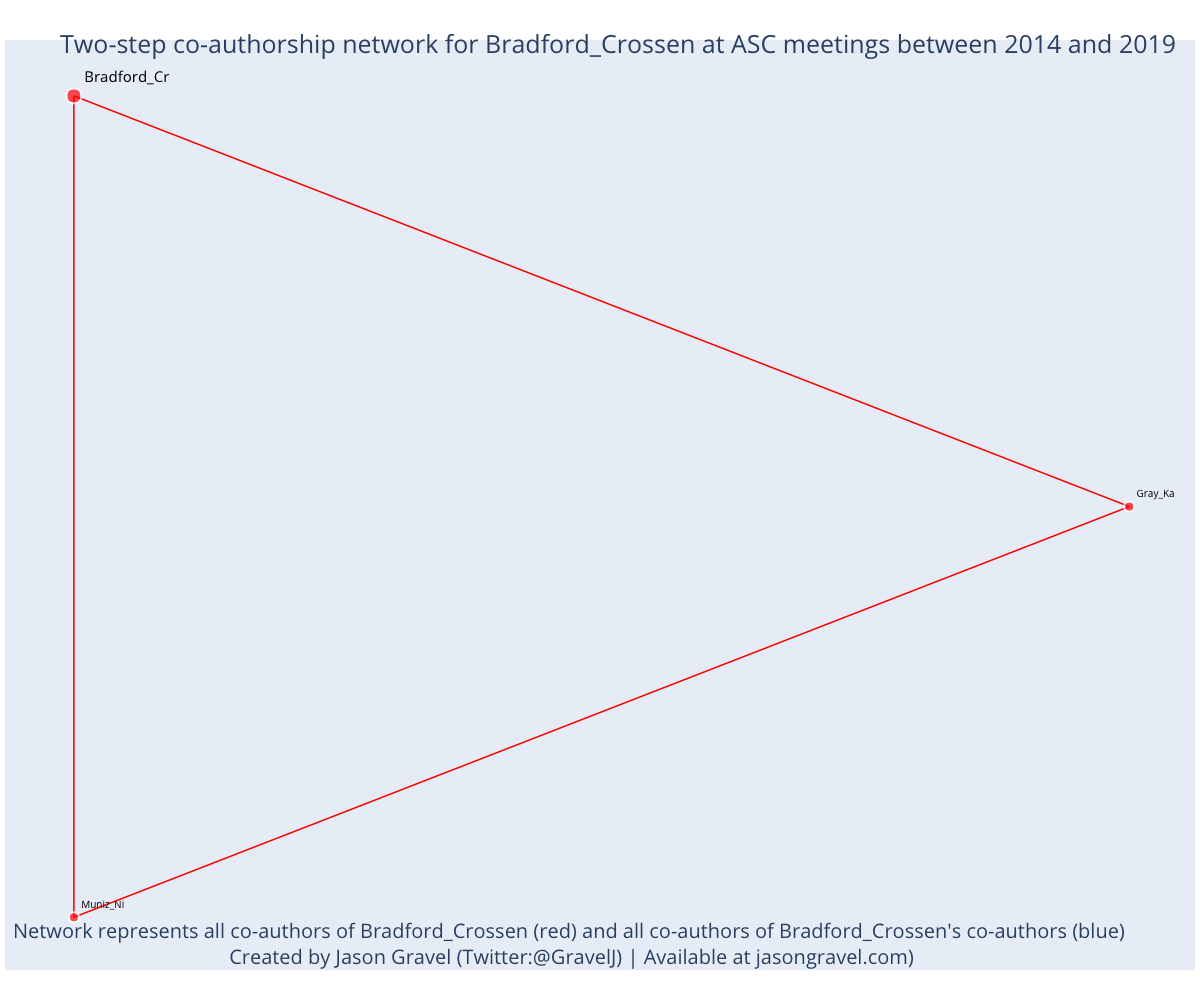 Two-step co-authorship network for Bradford_Crossen at ASC meetings between 2014 and 2019
Bradford_Cr
Gray_Ka
Muniz_Ni
Network represents all co-authors of Bradford_Crossen (red) and all co-authors of Bradford_Crossen's co-authors (blue)
Created by Jason Gravel (Twitter:@GravelJ) | Available at jasongravel.com)